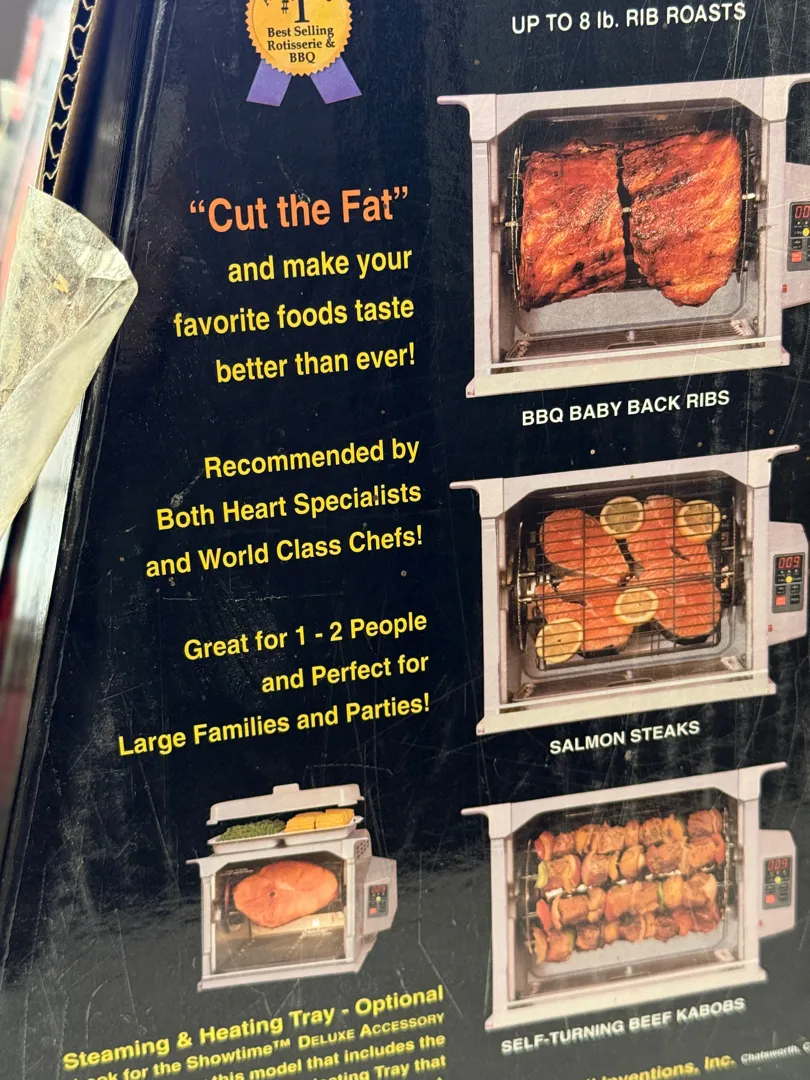 #1
Best Selling
Rotisserie &
BBQ
UP TO 8 lb. RIB ROASTS
"Cut the Fat"
and make your
favorite foods taste
better than ever!
BBQ BABY BACK RIBS
Recommended by
Both Heart Specialists
and World Class Chefs!
Great for 1 - 2 People
and Perfect for
Large Families and Parties!
SALMON STEAKS
SELF-TURNING BEEF KABOBS
Steaming & Heating Tray - Optional
for the Showtime™ DELUXE ACCESSORY
this model that includes the
Tray that
Inventions, Inc. Chatsworth,